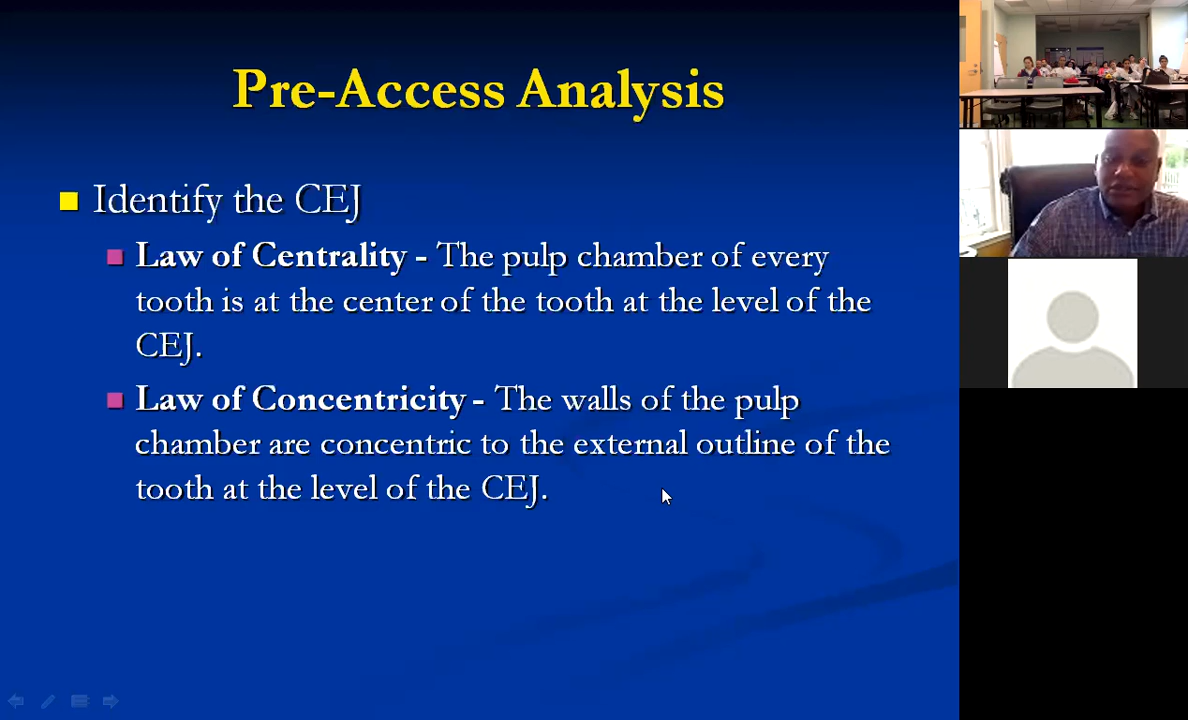 Pre-Access Analysis
Identify the CEJ
Law of Centrality - The pulp chamber of every
tooth is at the center of the tooth at the level of the
CEJ.
Law of Concentricity - The walls of the pulp
chamber are concentric to the external outline of the
tooth at the level of the CEJ.